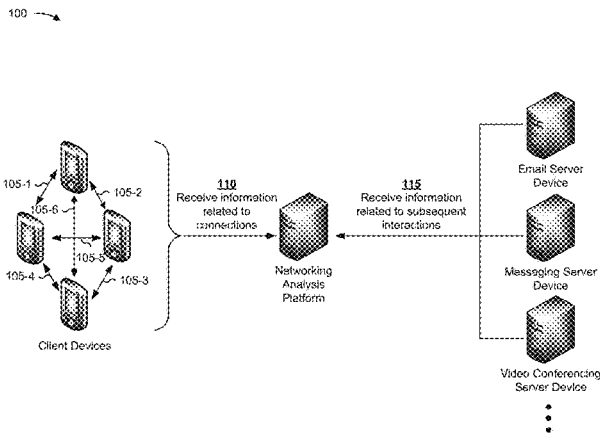 100
105-1
105-2
105-6
105-5
105-4
105-3
Client Devices
110
Receive information
related to
connections
Networking
Analysis
Platform
115
Receive information
related to subsequent
interactions
Email Server
Device
Messaging Server
Device
Video Conferencing
Server Device